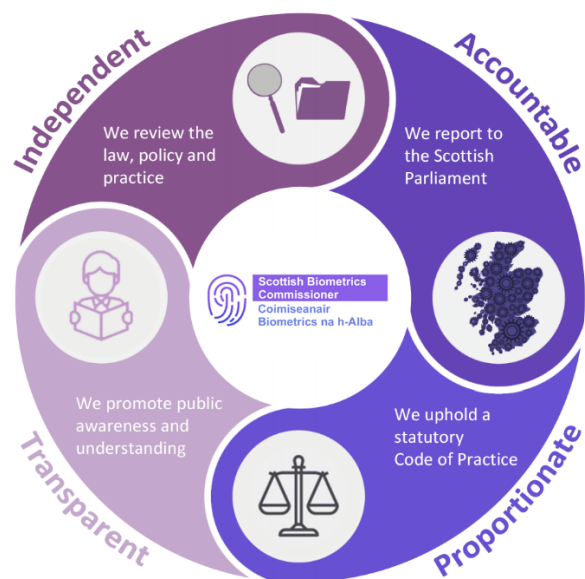 Independent
We review the
law, policy and
practice
Accountable
We report to
the Scottish
Parliament
Scottish Biometrics
Commissioner
Coimiseanair
Biometrics na h-Alba
We promote public
awareness and
understanding
Transparent
We uphold a
statutory
Code of Practice
Proportionate